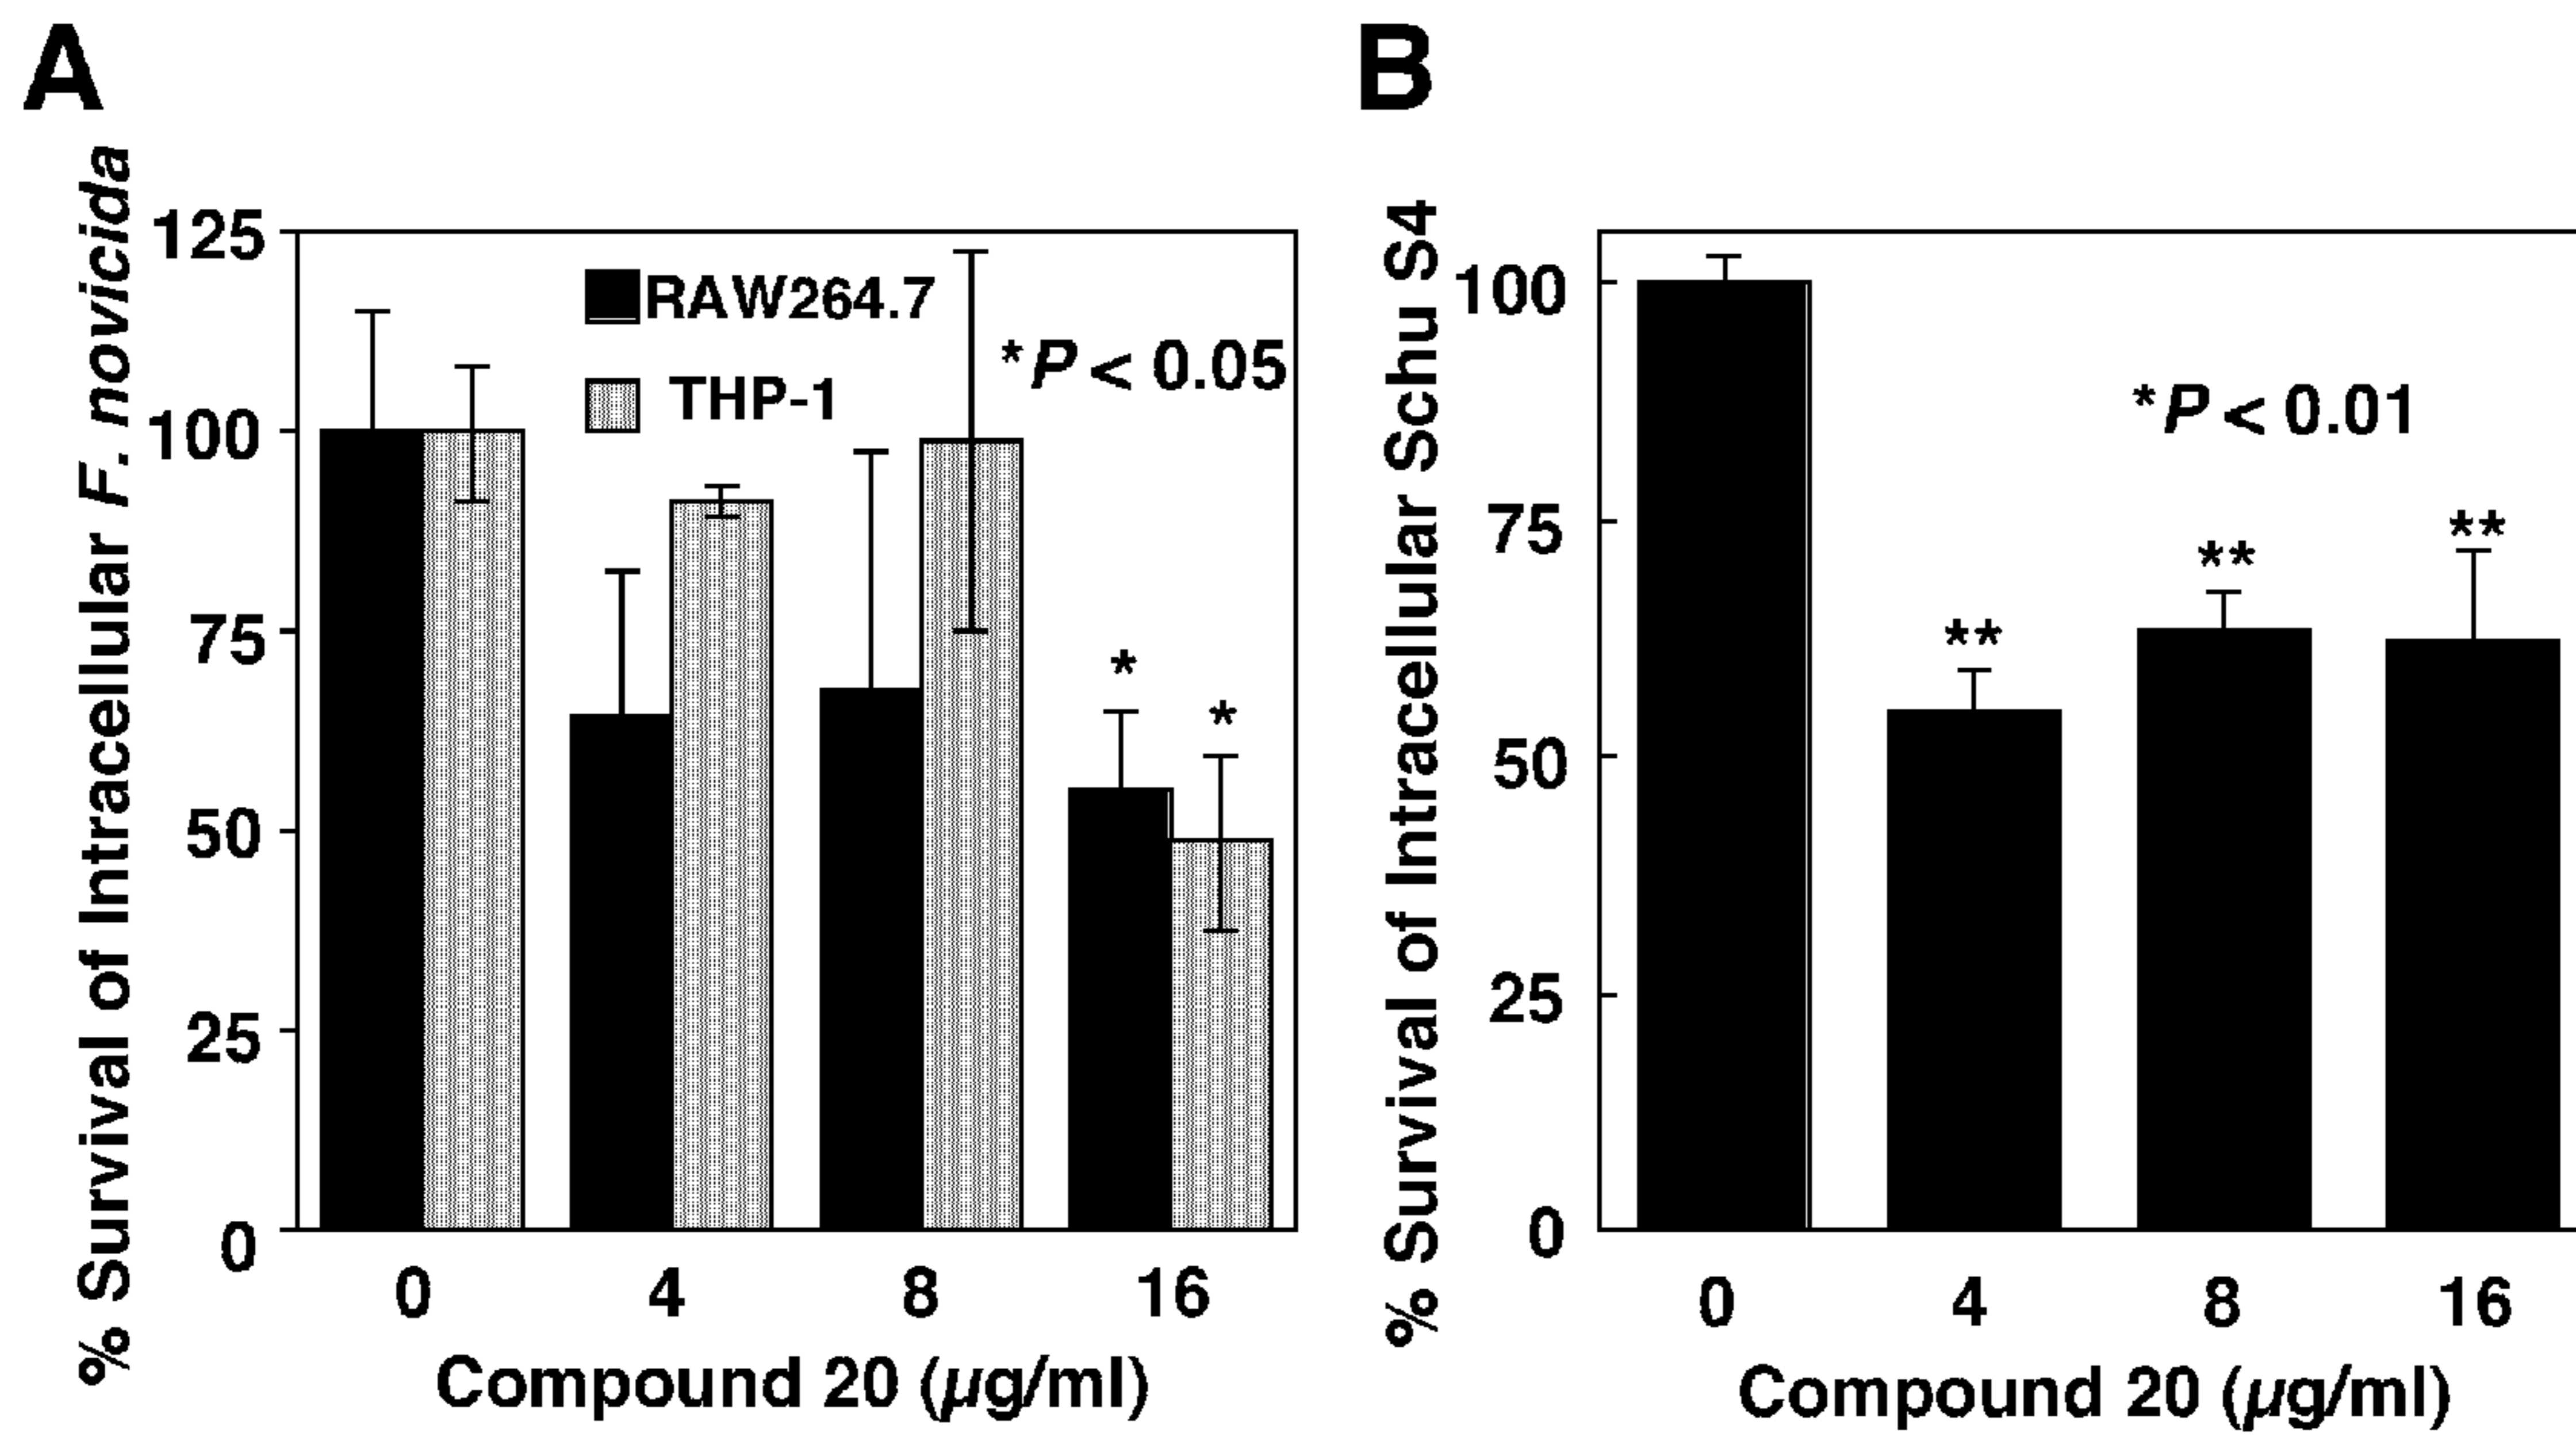 A
% Survival of Intracellular F. novicida
125
100
75
50
25
0
RAW264.7
THP-1
*P < 0.05
*
*
0 4 8 16
Compound 20 (µg/ml)
B
% Survival of Intracellular Schu S4
100
75
50
25
0
*P < 0.01
**
**
**
0 4 8 16
Compound 20 (µg/ml)